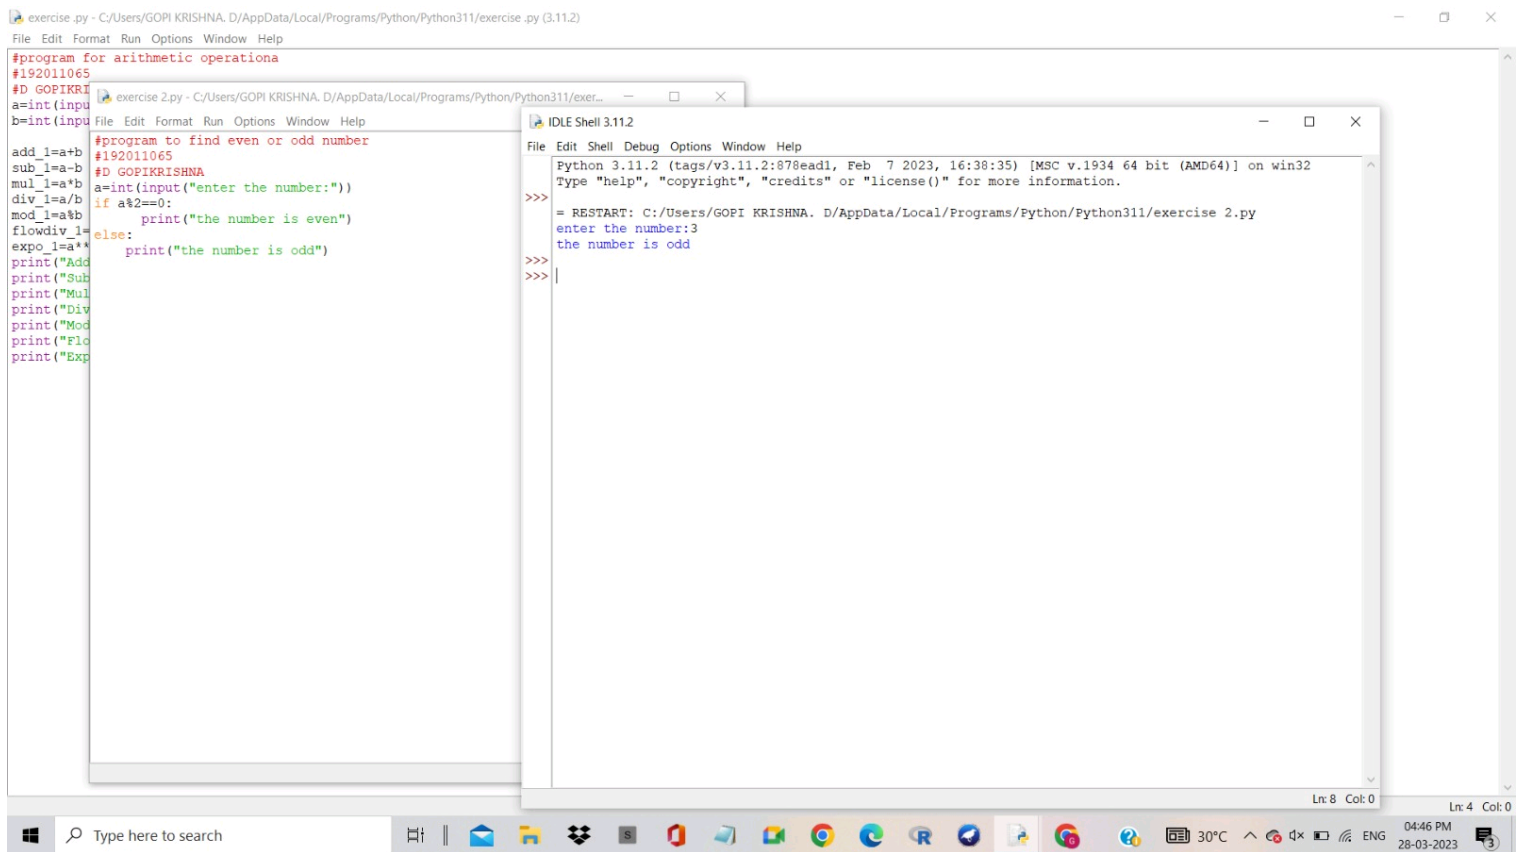 exercise .py - C:/Users/GOPI KRISHNA. D/AppData/Local/Programs/Python/Python311/exercise .py (3.11.2)
File Edit Format Run Options Window Help
#program for arithmetic operationa
#192011065
#D GOPIKRI
a=int(inpu
b=int(inpu
add_1=a+b
sub_1=a-b
mul_1=a*b
div_1=a/b
mod_1=a%b
flowdiv_1=
expo_1=a**
print("Add
print("Sub
print("Mul
print("Div
print("Mod
print("Flo
print("Exp
exercise 2.py - C:/Users/GOPI KRISHNA. D/AppData/Local/Programs/Python/Python311/exer...
File Edit Format Run Options Window Help
#program to find even or odd number
#192011065
#D GOPIKRISHNA
a=int(input("enter the number:"))
if a%2==0:
print("the number is even")
else:
print("the number is odd")
IDLE Shell 3.11.2
File Edit Shell Debug Options Window Help
Python 3.11.2 (tags/v3.11.2:878ead1, Feb 7 2023, 16:38:35) [MSC v.1934 64 bit (AMD64)] on win32
Type "help", "copyright", "credits" or "license()" for more information.
>>>
= RESTART: C:/Users/GOPI KRISHNA. D/AppData/Local/Programs/Python/Python311/exercise 2.py
enter the number:3
the number is odd
>>>
>>>
Ln: 8 Col: 0
Ln: 4 Col: 0
Type here to search
S
R
G
30°C
ENG
04:46 PM
28-03-2023
3